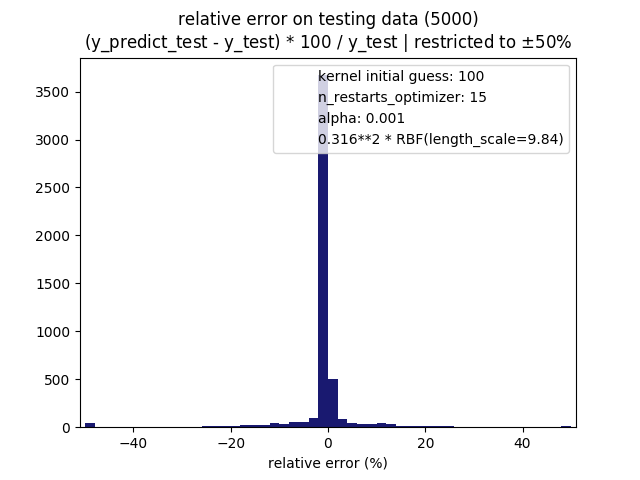 relative error on testing data (5000)
(y_predict_test - y_test) * 100 / y_test | restricted to ±50%
kernel initial guess: 100
n_restarts_optimizer: 15
alpha: 0.001
0.316**2 * RBF(length_scale=9.84)
3500
3000
2500
2000
1500
1000
500
0
−40
−20
0
20
40
relative error (%)